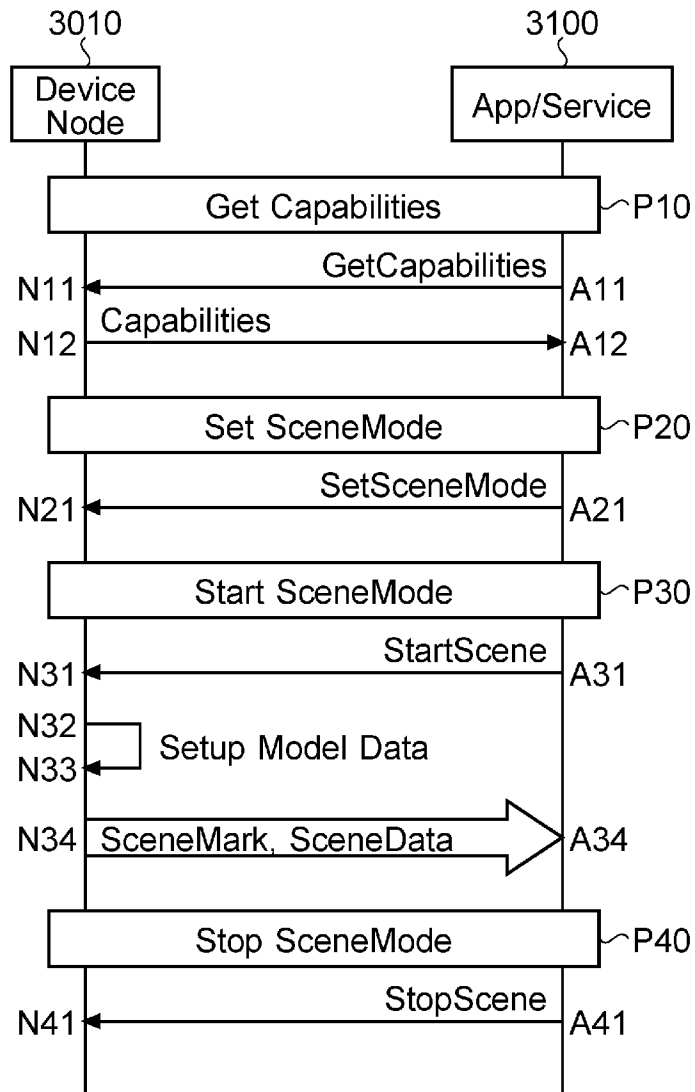 3010
3100
Device
Node
App/Service
Get Capabilities
P10
GetCapabilities
N11
A11
Capabilities
N12
A12
Set SceneMode
P20
SetSceneMode
N21
A21
Start SceneMode
P30
StartScene
N31
A31
N32
Setup Model Data
N33
N34
SceneMark, SceneData
A34
Stop SceneMode
P40
StopScene
N41
A41